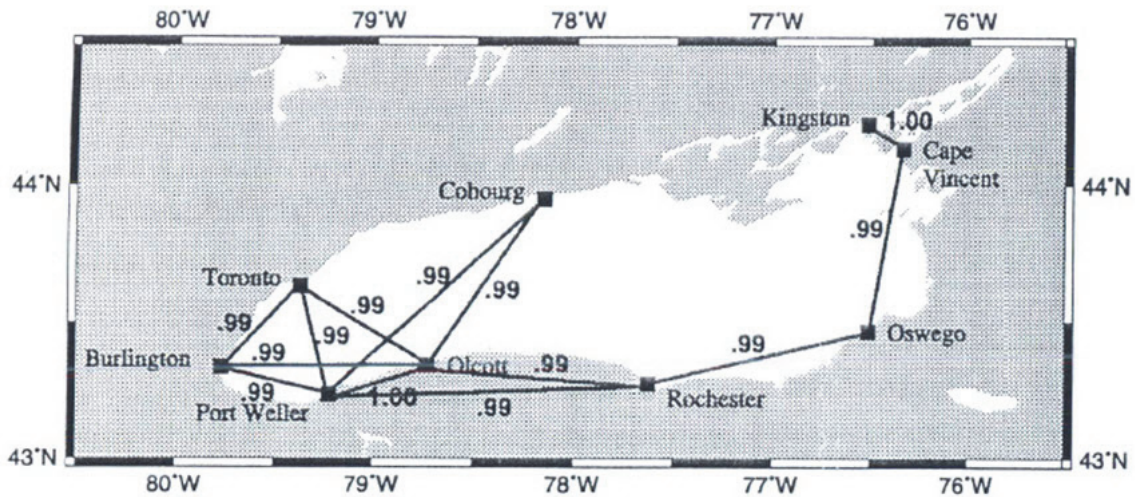 80°W 79°W 78°W 77°W 76°W
Kingston 1.00
Cape
Vincent
44°N 44°N
Cobourg
.99
.99 .99
Toronto
.99
.99 .99
.99 Oswego
Burlington .99 Olcott .99
.99 1.00 .99 Rochester
Port Weller
43°N 43°N
80°W 79°W 78°W 77°W 76°W